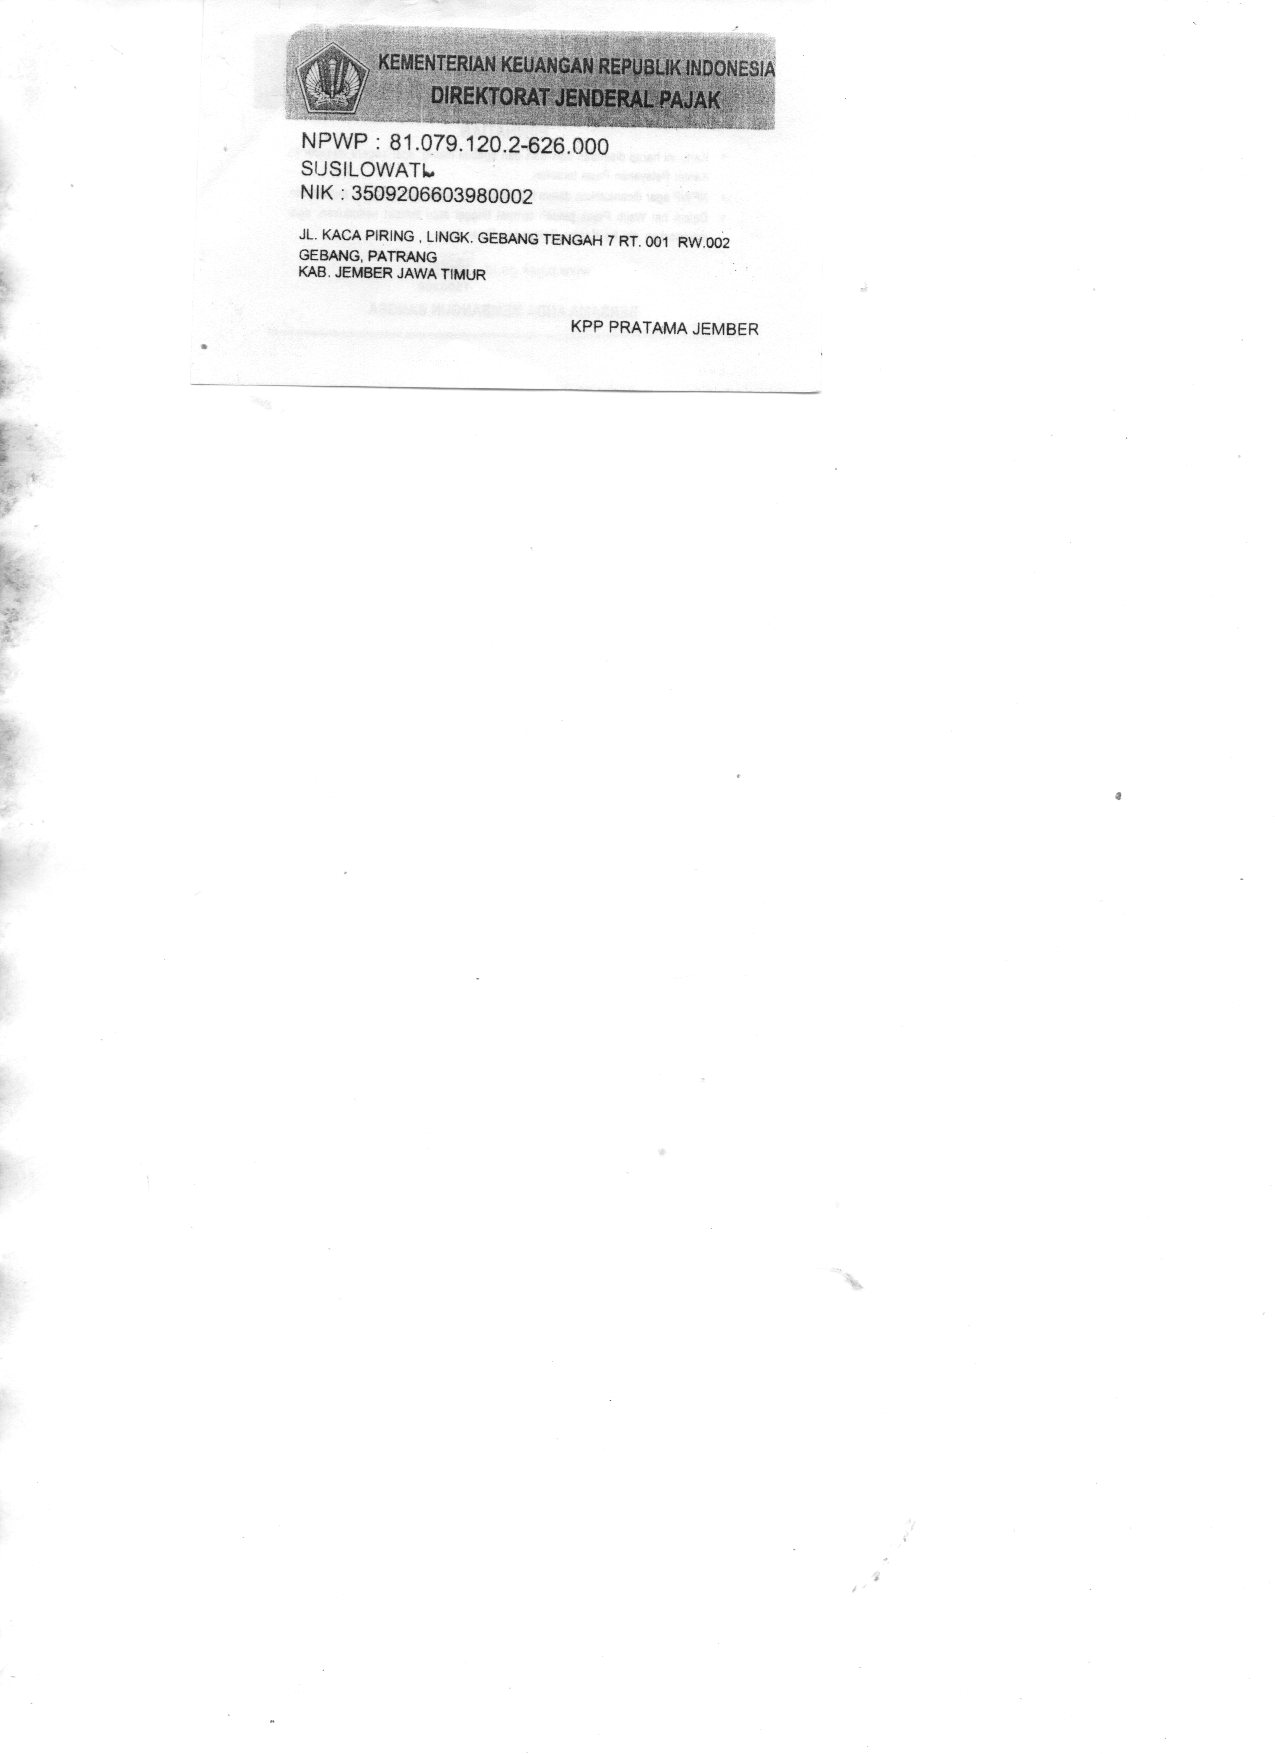 KEMENTERIAN KEUANGAN REPUBLIK INDONESIA
DIREKTORAT JENDERAL PAJAK
NPWP : 81.079.120.2-626.000
SUSILOWATI
NIK : 3509206603980002
JL. KACA PIRING , LINGK. GEBANG TENGAH 7 RT. 001 RW.002
GEBANG, PATRANG
KAB. JEMBER JAWA TIMUR
KPP PRATAMA JEMBER